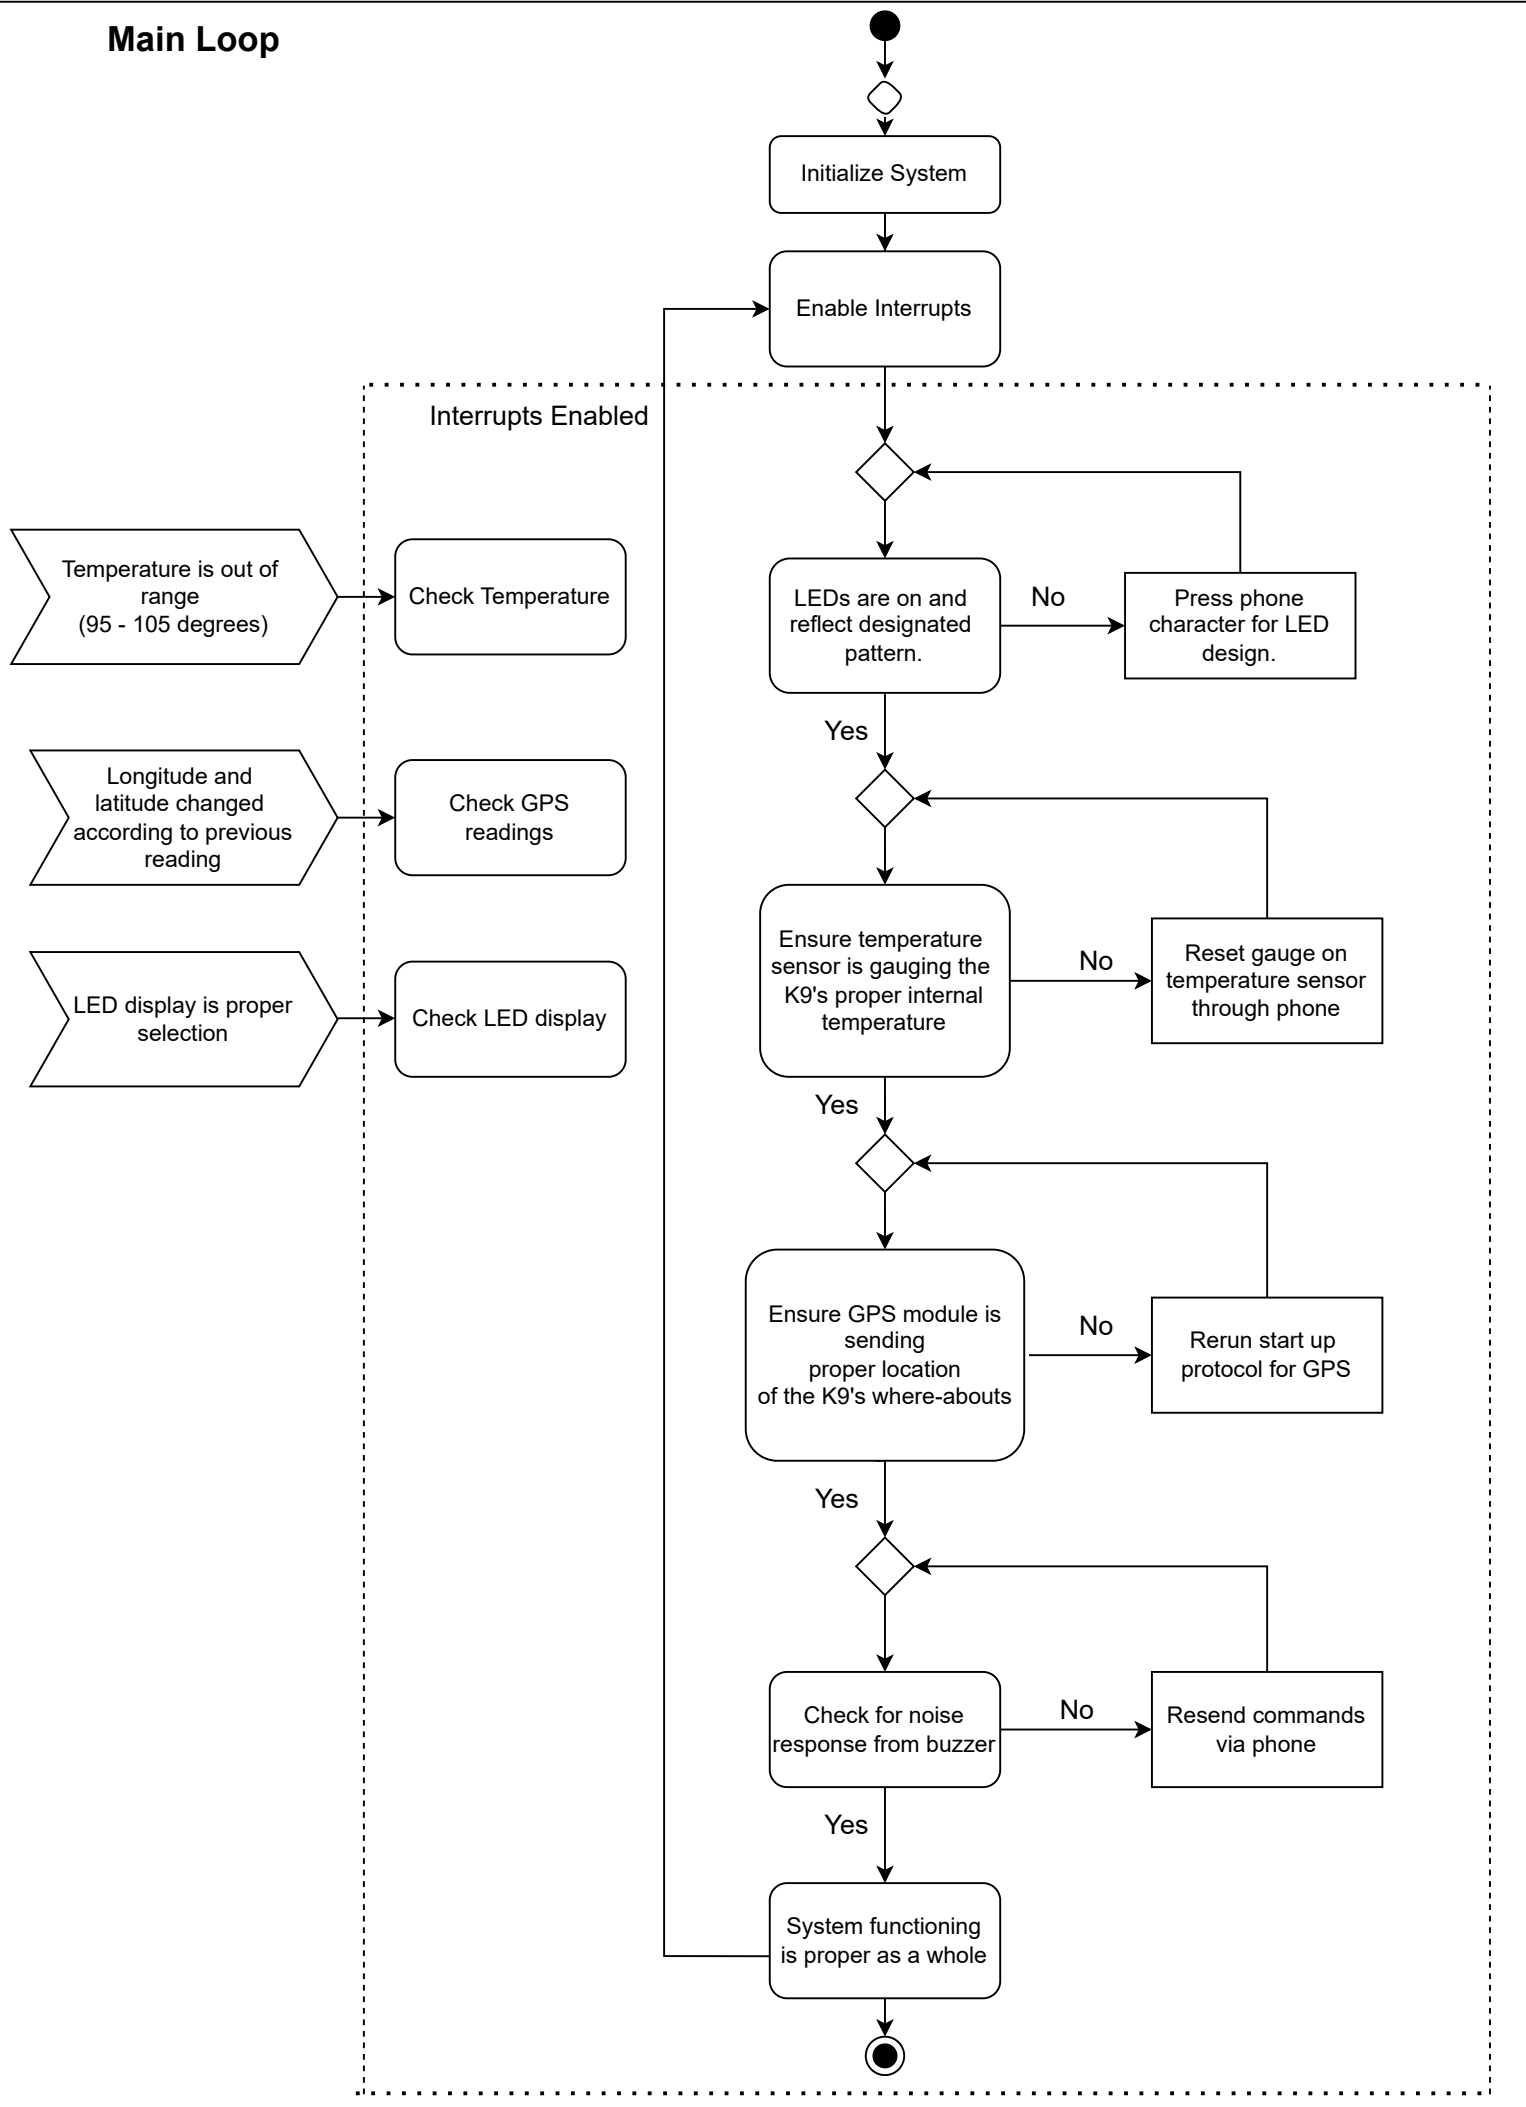 Main Loop
Initialize System
Enable Interrupts
Interrupts Enabled
Temperature is out of
range
(95 - 105 degrees)
Check Temperature
LEDs are on and
reflect designated
pattern.
No
Press phone
character for LED
design.
Yes
Longitude and
latitude changed
according to previous
reading
Check GPS
readings
Ensure temperature
sensor is gauging the
K9's proper internal
temperature
No
Reset gauge on
temperature sensor
through phone
LED display is proper
selection
Check LED display
Yes
Ensure GPS module is
sending
proper location
of the K9's where-abouts
No
Rerun start up
protocol for GPS
Yes
Check for noise
response from buzzer
No
Resend commands
via phone
Yes
System functioning
is proper as a whole